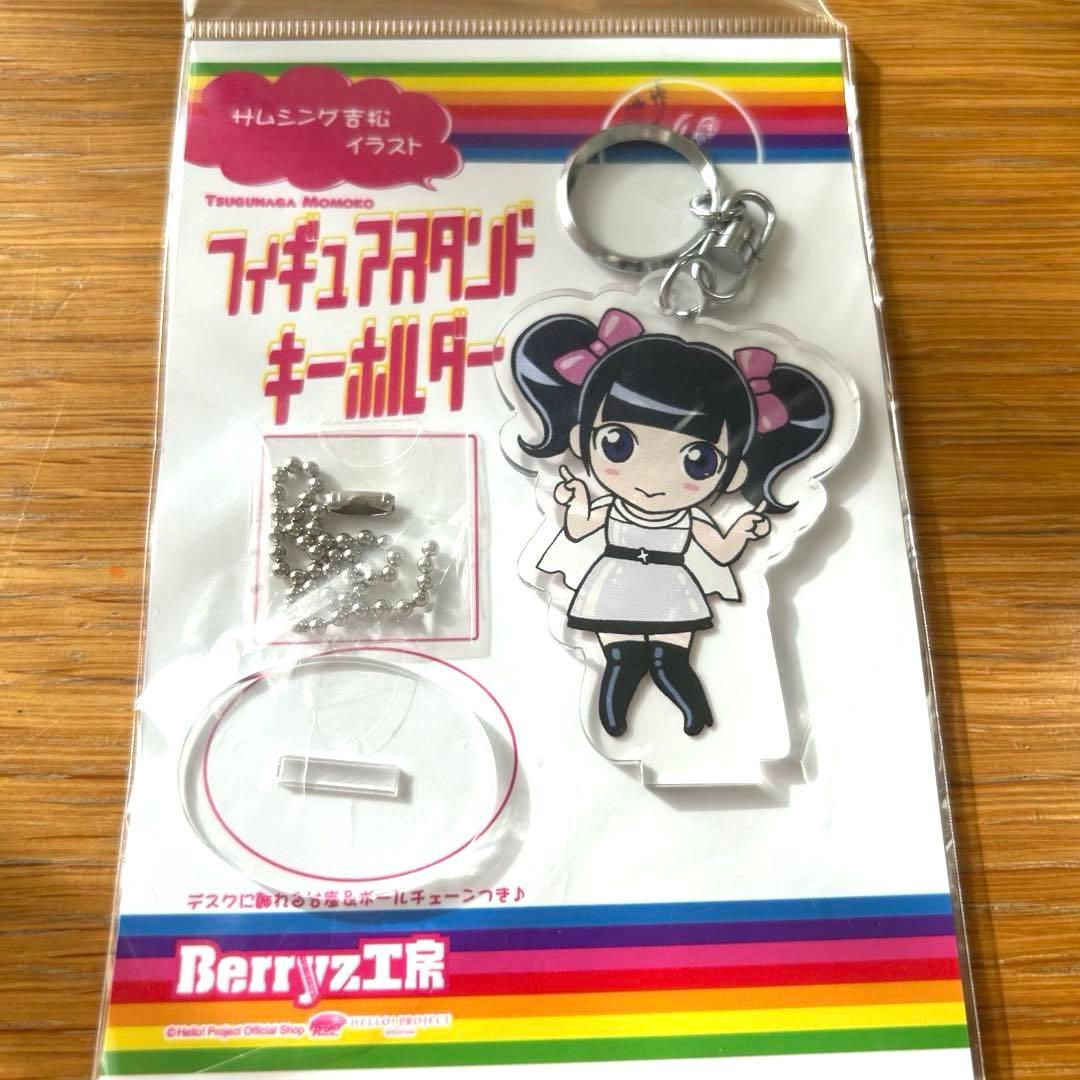 サムシング吉松
イラスト
TSUGUNAGA MOMOKO
フィギュアスタンド
キーホルダー
デスクに飾れる台座&ボールチェーンつき♪
Berryz工房
©Hello! Project Official Shop
HELLO! PROJECT